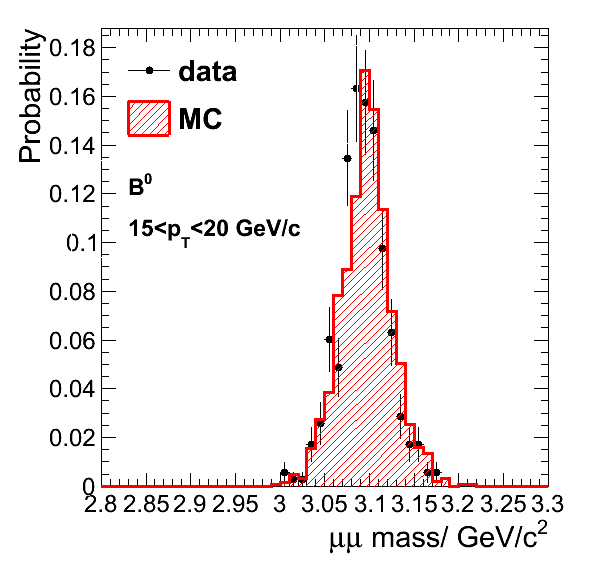 Probability
0.18
0.16
0.14
0.12
0.1
0.08
0.06
0.04
0.02
0
data
MC
B⁰
15<p_T<20 GeV/c
2.8 2.85 2.9 2.95 3 3.05 3.1 3.15 3.2 3.25 3.3
μμ mass/ GeV/c²